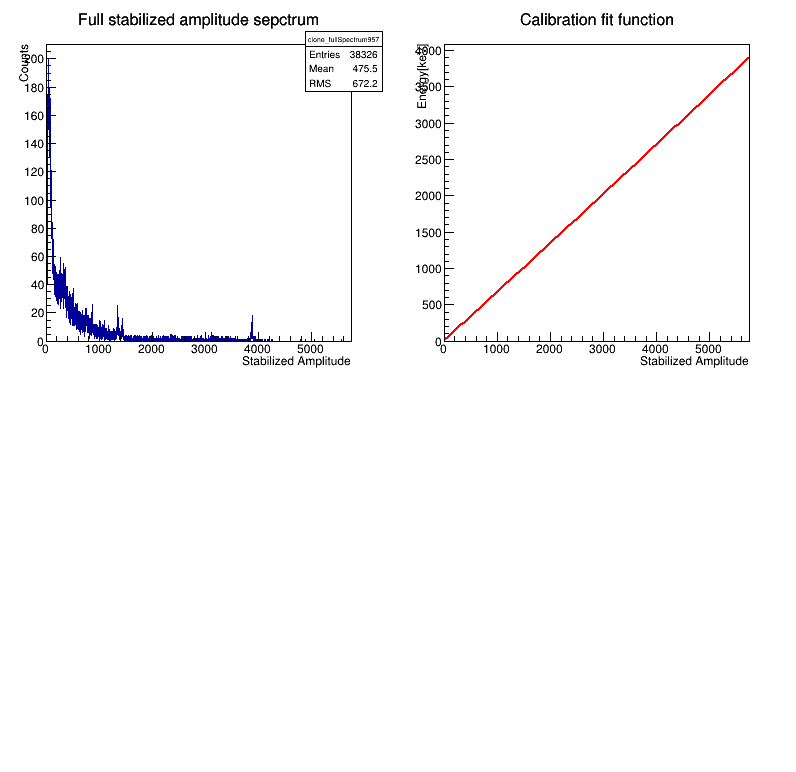 Full stabilized amplitude sepctrum
clone_fullSpectrum957
Entries 38326
Mean 475.5
RMS 672.2
Counts
200
180
160
140
120
100
80
60
40
20
0
0 1000 2000 3000 4000 5000
Stabilized Amplitude
Calibration fit function
Energy[keV]
4000
3500
3000
2500
2000
1500
1000
500
0
0 1000 2000 3000 4000 5000
Stabilized Amplitude